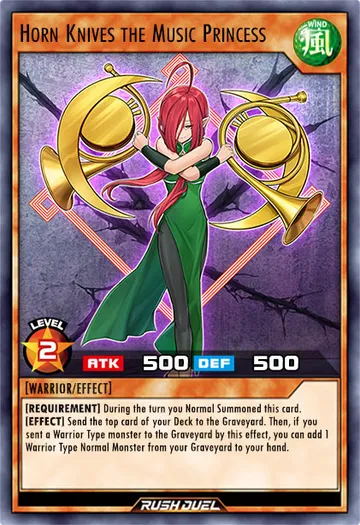 Horn Knives the Music Princess
WIND
風
LEVEL
2
ATK 500 DEF 500
[WARRIOR/EFFECT]
[REQUIREMENT] During the turn you Normal Summoned this card.
[EFFECT] Send the top card of your Deck to the Graveyard. Then, if you
sent a Warrior Type monster to the Graveyard by this effect, you can add 1
Warrior Type Normal Monster from your Graveyard to your hand.
RUSH DUEL